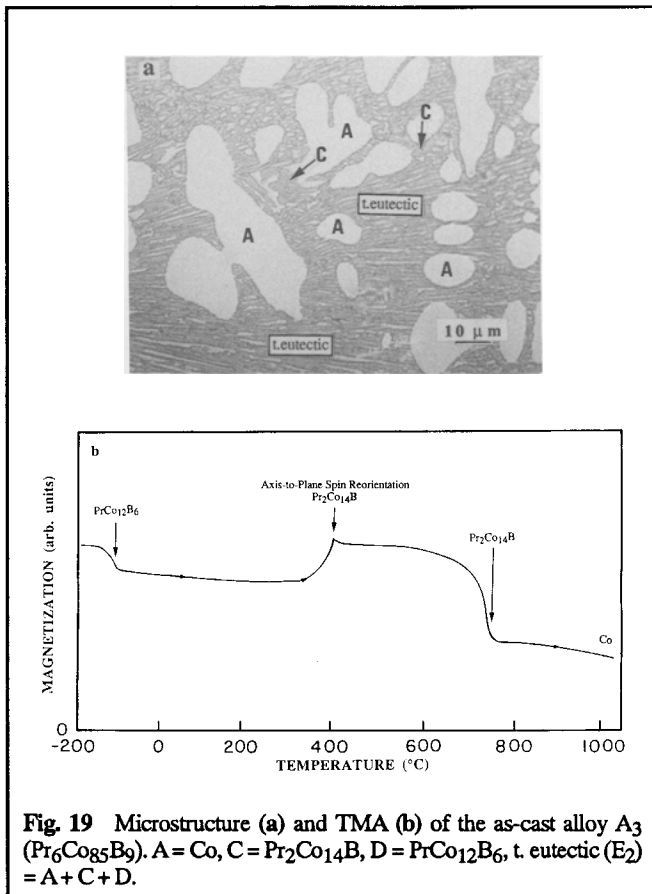 a
C
A
C
t.eutectic
A
A
A
t.eutectic
10 μm
b
Axis-to-Plane Spin Reorientation
Pr₂Co₁₄B
PrCo₁₂B₆
Pr₂Co₁₄B
Co
MAGNETIZATION (arb. units)
0
-200 0 200 400 600 800 1000
TEMPERATURE (°C)
Fig. 19 Microstructure (a) and TMA (b) of the as-cast alloy A₃
(Pr₆Co₈₅B₉). A = Co, C = Pr₂Co₁₄B, D = PrCo₁₂B₆, t. eutectic (E₂)
= A + C + D.